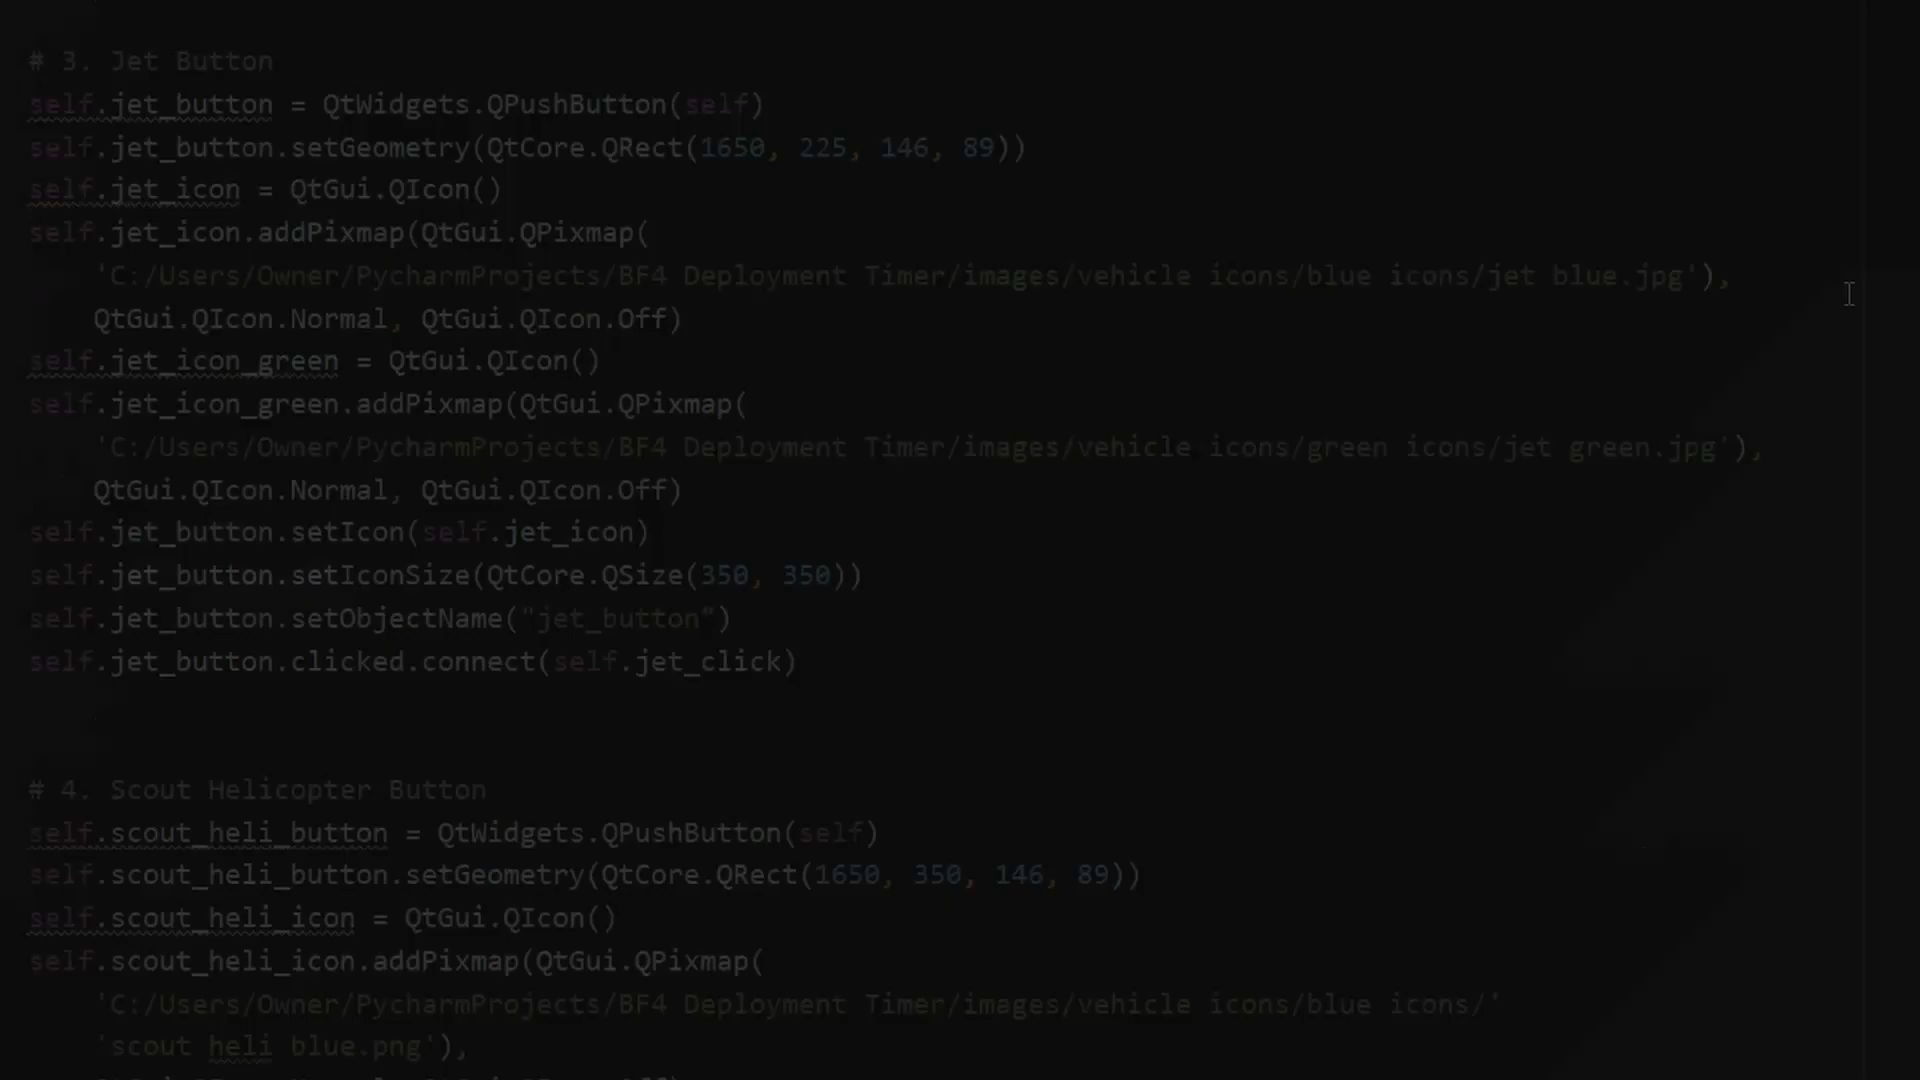 # 3. Jet Button
self.jet_button = QtWidgets.QPushButton(self)
self.jet_button.setGeometry(QtCore.QRect(1650, 225, 146, 89))
self.jet_icon = QtGui.QIcon()
self.jet_icon.addPixmap(QtGui.QPixmap(
    'C:/Users/Owner/PycharmProjects/BF4 Deployment Timer/images/vehicle icons/blue icons/jet blue.jpg'),
    QtGui.QIcon.Normal, QtGui.QIcon.Off)
self.jet_icon_green = QtGui.QIcon()
self.jet_icon_green.addPixmap(QtGui.QPixmap(
    'C:/Users/Owner/PycharmProjects/BF4 Deployment Timer/images/vehicle icons/green icons/jet green.jpg'),
    QtGui.QIcon.Normal, QtGui.QIcon.Off)
self.jet_button.setIcon(self.jet_icon)
self.jet_button.setIconSize(QtCore.QSize(350, 350))
self.jet_button.setObjectName("jet_button")
self.jet_button.clicked.connect(self.jet_click)
# 4. Scout Helicopter Button
self.scout_heli_button = QtWidgets.QPushButton(self)
self.scout_heli_button.setGeometry(QtCore.QRect(1650, 350, 146, 89))
self.scout_heli_icon = QtGui.QIcon()
self.scout_heli_icon.addPixmap(QtGui.QPixmap(
    'C:/Users/Owner/PycharmProjects/BF4 Deployment Timer/images/vehicle icons/blue icons/'
    'scout heli blue.png'),